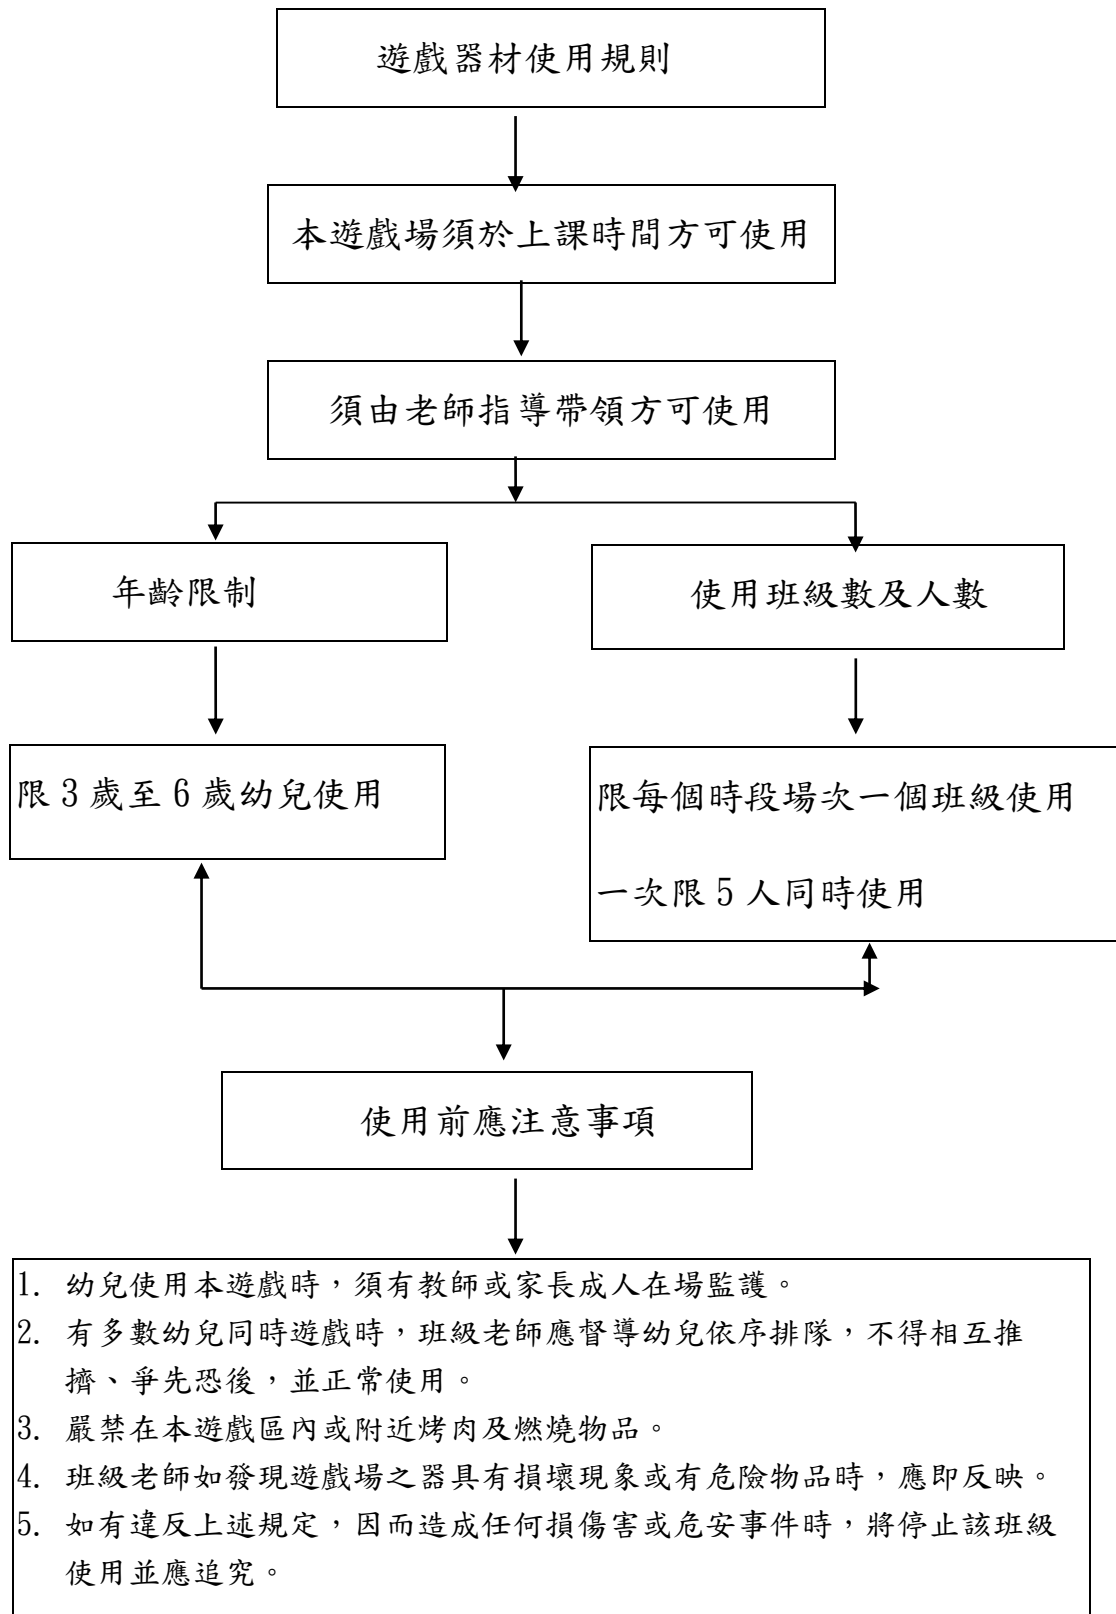 遊戲器材使用規則
本遊戲場須於上課時間方可使用
須由老師指導帶領方可使用
年齡限制
使用班級數及人數
限 3 歲至 6 歲幼兒使用
限每個時段場次一個班級使用
一次限 5 人同時使用
使用前應注意事項
1. 幼兒使用本遊戲時，須有教師或家長成人在場監護。
2. 有多數幼兒同時遊戲時，班級老師應督導幼兒依序排隊，不得相互推
擠、爭先恐後，並正常使用。
3. 嚴禁在本遊戲區內或附近烤肉及燃燒物品。
4. 班級老師如發現遊戲場之器具有損壞現象或有危險物品時，應即反映。
5. 如有違反上述規定，因而造成任何損傷害或危安事件時，將停止該班級
使用並應追究。